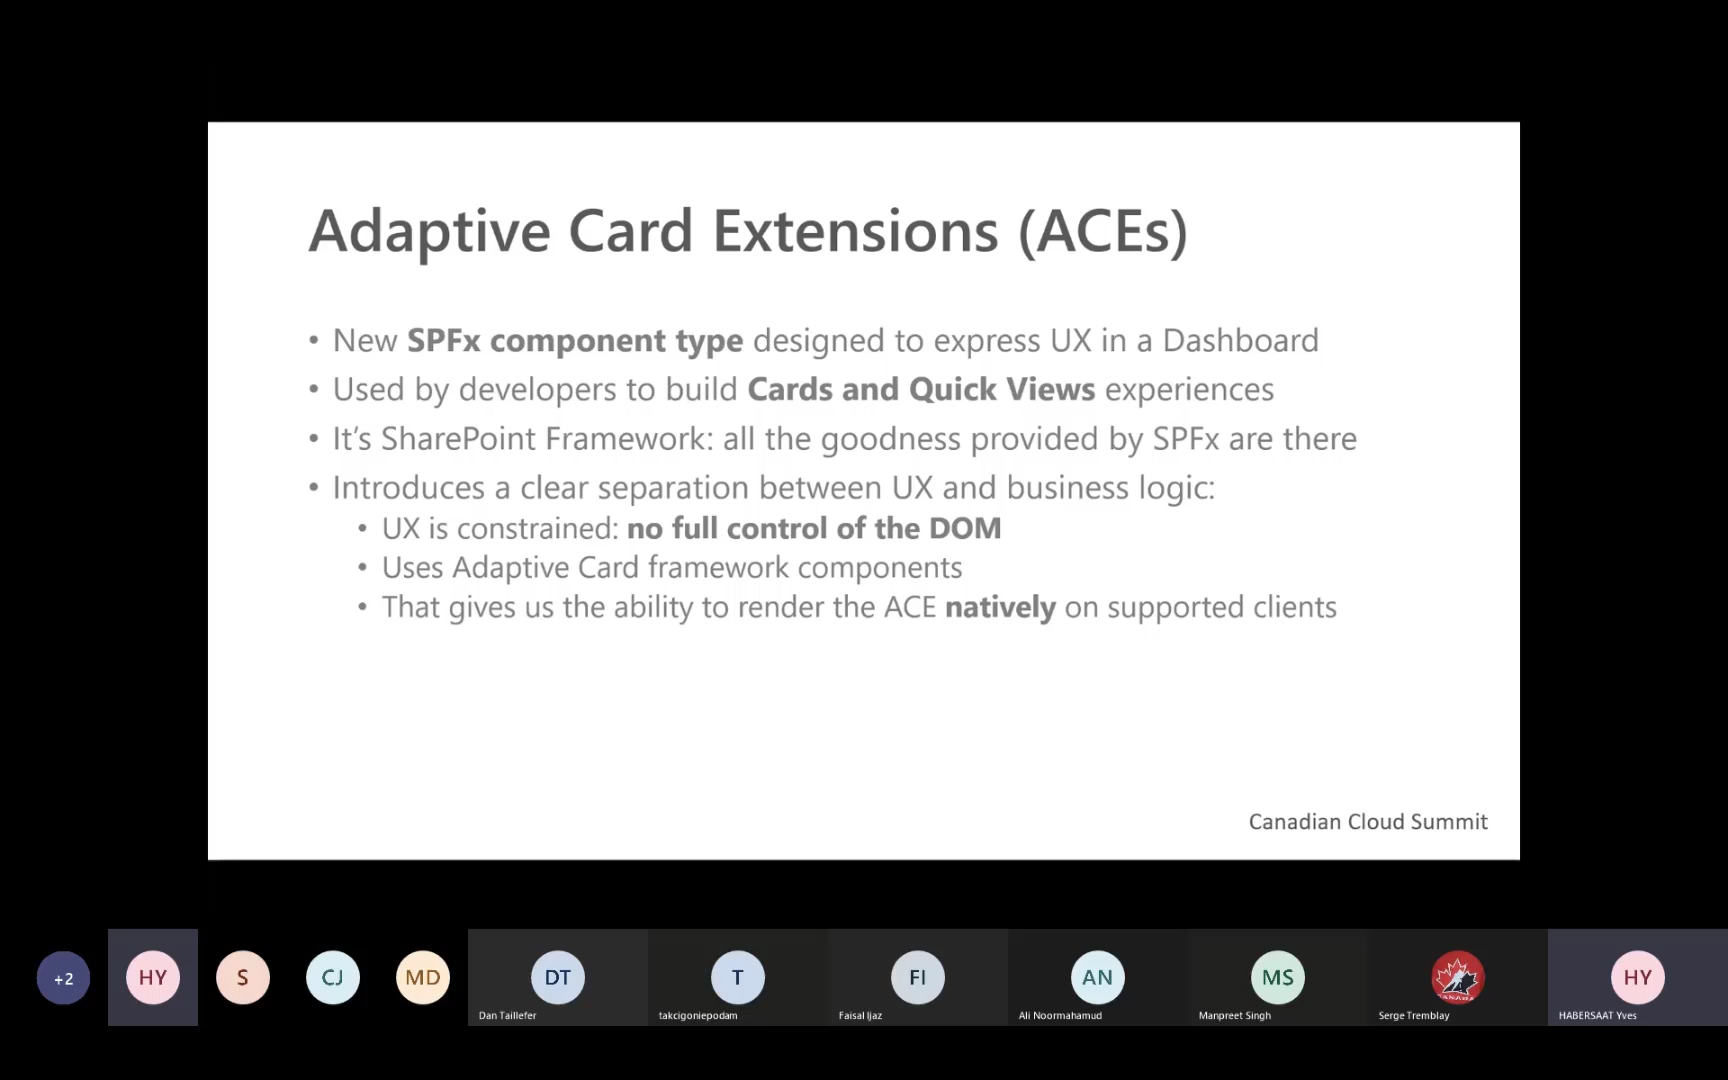 Adaptive Card Extensions (ACEs)
• New SPFx component type designed to express UX in a Dashboard
• Used by developers to build Cards and Quick Views experiences
• It's SharePoint Framework: all the goodness provided by SPFx are there
• Introduces a clear separation between UX and business logic:
• UX is constrained: no full control of the DOM
• Uses Adaptive Card framework components
• That gives us the ability to render the ACE natively on supported clients
Canadian Cloud Summit
+2
HY
S
CJ
MD
DT
T
FI
AN
MS
CANADA
HY
Dan Taillefer
takcigoniepodam
Faisal Ijaz
Ali Noormahamud
Manpreet Singh
Serge Tremblay
HABERSAAT Yves